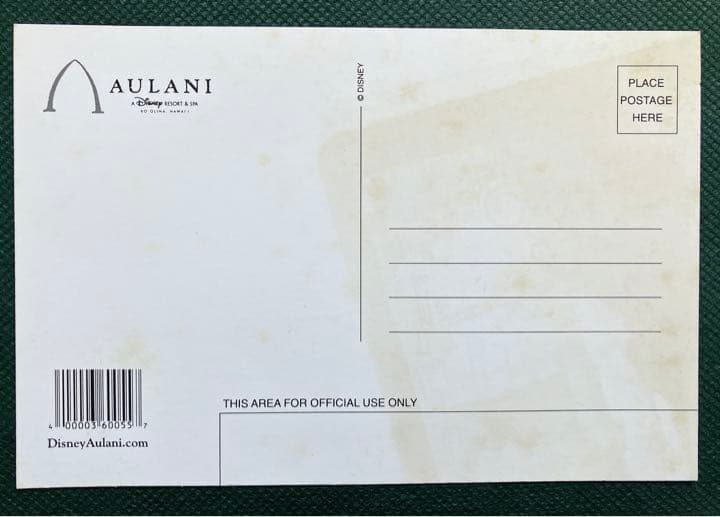 AULANI
A Disney RESORT & SPA
KO OLINA, HAWAI‘I
© DISNEY
PLACE
POSTAGE
HERE
THIS AREA FOR OFFICIAL USE ONLY
4 00003 60055 7
DisneyAulani.com